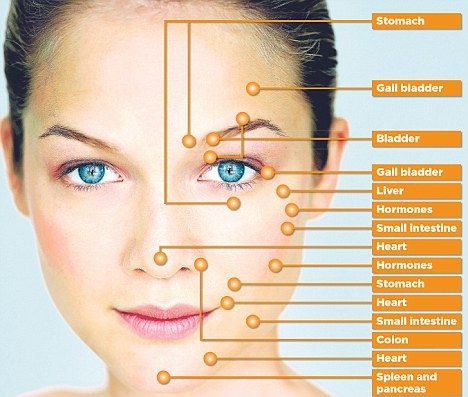 Stomach
Gall bladder
Bladder
Gall bladder
Liver
Hormones
Small intestine
Heart
Hormones
Stomach
Heart
Small intestine
Colon
Heart
Spleen and
pancreas